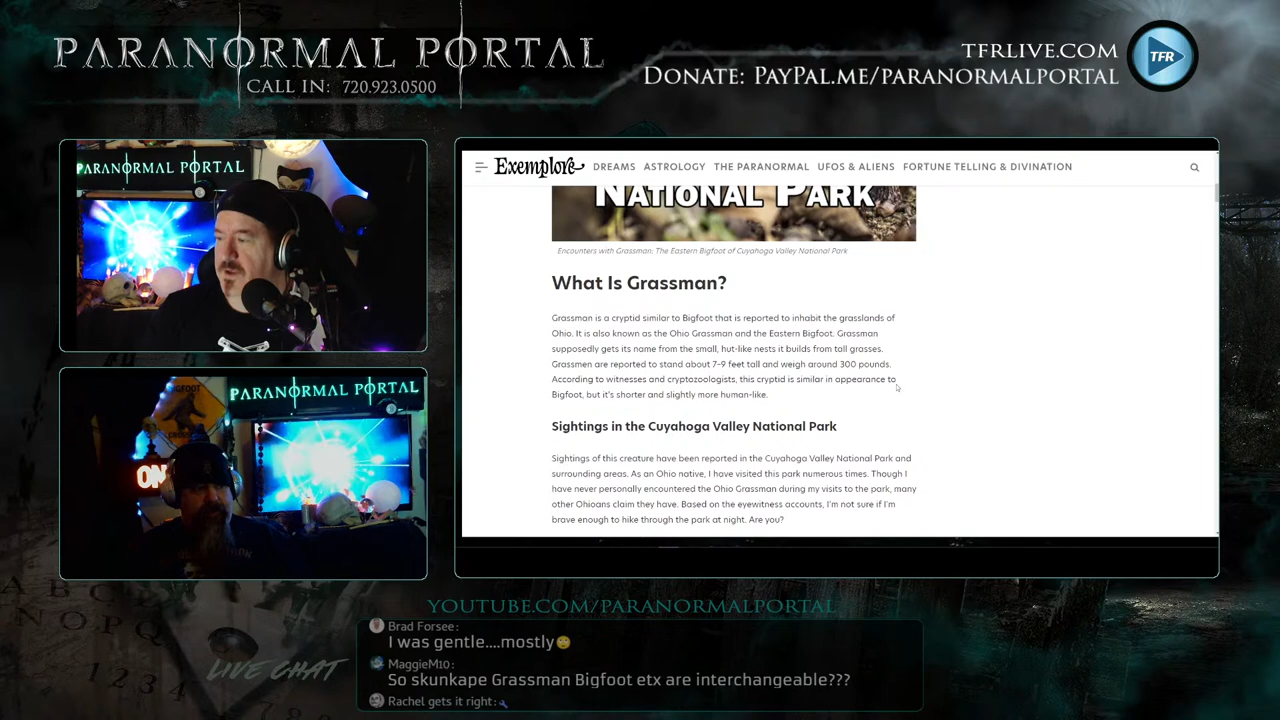 PARANORMAL PORTAL
CALL IN: 720.923.0500
TFRLIVE.COM
DONATE: PAYPAL.ME/PARANORMALPORTAL
TFR
PARANORMAL PORTAL
BIGFOOT
PARANORMAL PORTAL
ON
Exemplore
DREAMS ASTROLOGY THE PARANORMAL UFOS & ALIENS FORTUNE TELLING & DIVINATION
NATIONAL PARK
Encounters with Grassman: The Eastern Bigfoot of Cuyahoga Valley National Park
What Is Grassman?
Grassman is a cryptid similar to Bigfoot that is reported to inhabit the grasslands of
Ohio. It is also known as the Ohio Grassman and the Eastern Bigfoot. Grassman
supposedly gets its name from the small, hut-like nests it builds from tall grasses.
Grassmen are reported to stand about 7-9 feet tall and weigh around 300 pounds.
According to witnesses and cryptozoologists, this cryptid is similar in appearance to
Bigfoot, but it's shorter and slightly more human-like.
Sightings in the Cuyahoga Valley National Park
Sightings of this creature have been reported in the Cuyahoga Valley National Park and
surrounding areas. As an Ohio native, I have visited this park numerous times. Though I
have never personally encountered the Ohio Grassman during my visits to the park, many
other Ohioans claim they have. Based on the eyewitness accounts, I'm not sure if I'm
brave enough to hike through the park at night. Are you?
YOUTUBE.COM/PARANORMALPORTAL
A B C D
N O P Q
1 2 3 4
LIVE CHAT
Brad Forsee:
I was gentle....mostly🙄
MaggieM10:
So skunkape Grassman Bigfoot etx are interchangeable???
Rachel gets it right: